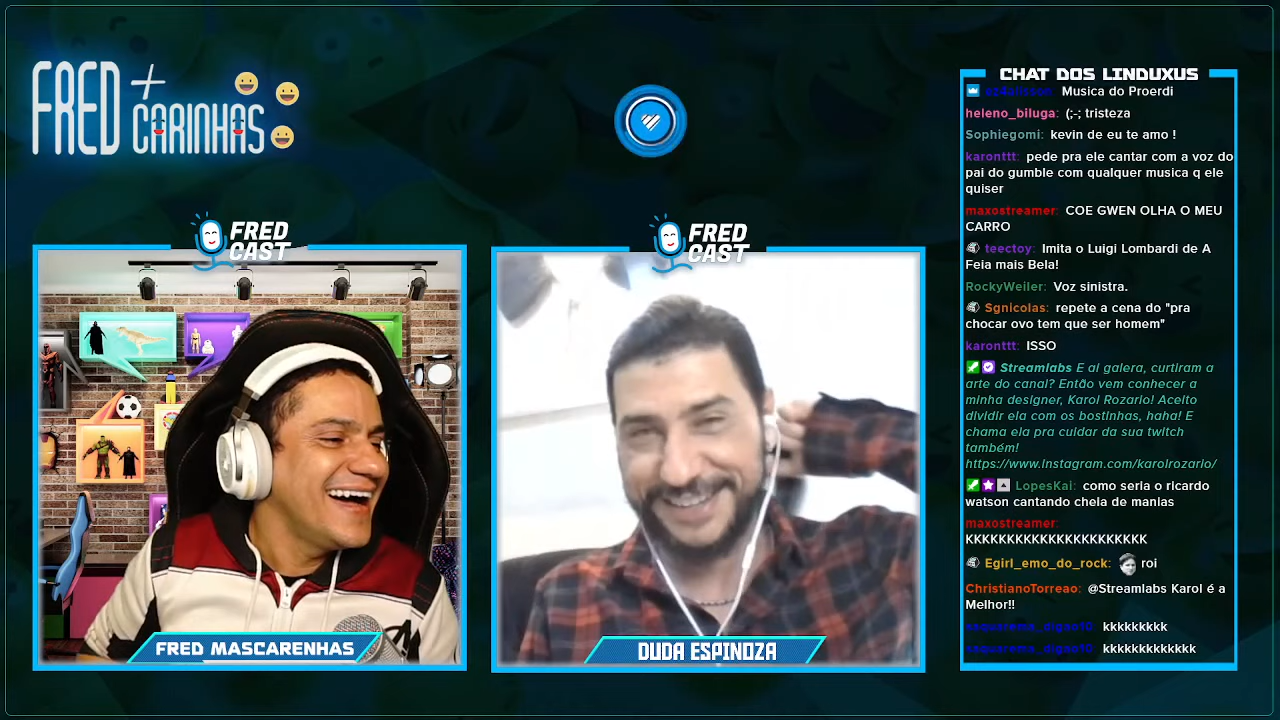 FRED +
CARINHAS
FRED
CAST
FRED MASCARENHAS
FRED
CAST
DUDA ESPINOZA
CHAT DOS LINDUXUS
Musica do Proerdi
heleno_biluga: (;-; tristeza
Sophiegomi: kevin de eu te amo !
karonttt: pede pra ele cantar com a voz do
pai do gumble com qualquer musica q ele
quiser
maxostreamer: COE GWEN OLHA O MEU
CARRO
teectoy: Imita o Luigi Lombardi de A
Feia mais Bela!
RockyWeiler: Voz sinistra.
Sgnicolas: repete a cena do "pra
chocar ovo tem que ser homem"
karonttt: ISSO
Streamlabs E aí galera, curtiram a
arte do canal? Então vem conhecer a
minha designer, Karol Rozario! Aceito
dividir ela com os bostinhas, haha! E
chama ela pra cuidar da sua twitch
também!
https://www.instagram.com/karolrozario/
LopesKai: como seria o ricardo
watson cantando cheia de manias
maxostreamer:
KKKKKKKKKKKKKKKKKKKKKKK
Egirl_emo_do_rock: roi
ChristianoTorreao: @Streamlabs Karol é a
Melhor!!
kkkkkkkkk
kkkkkkkkkkkkk